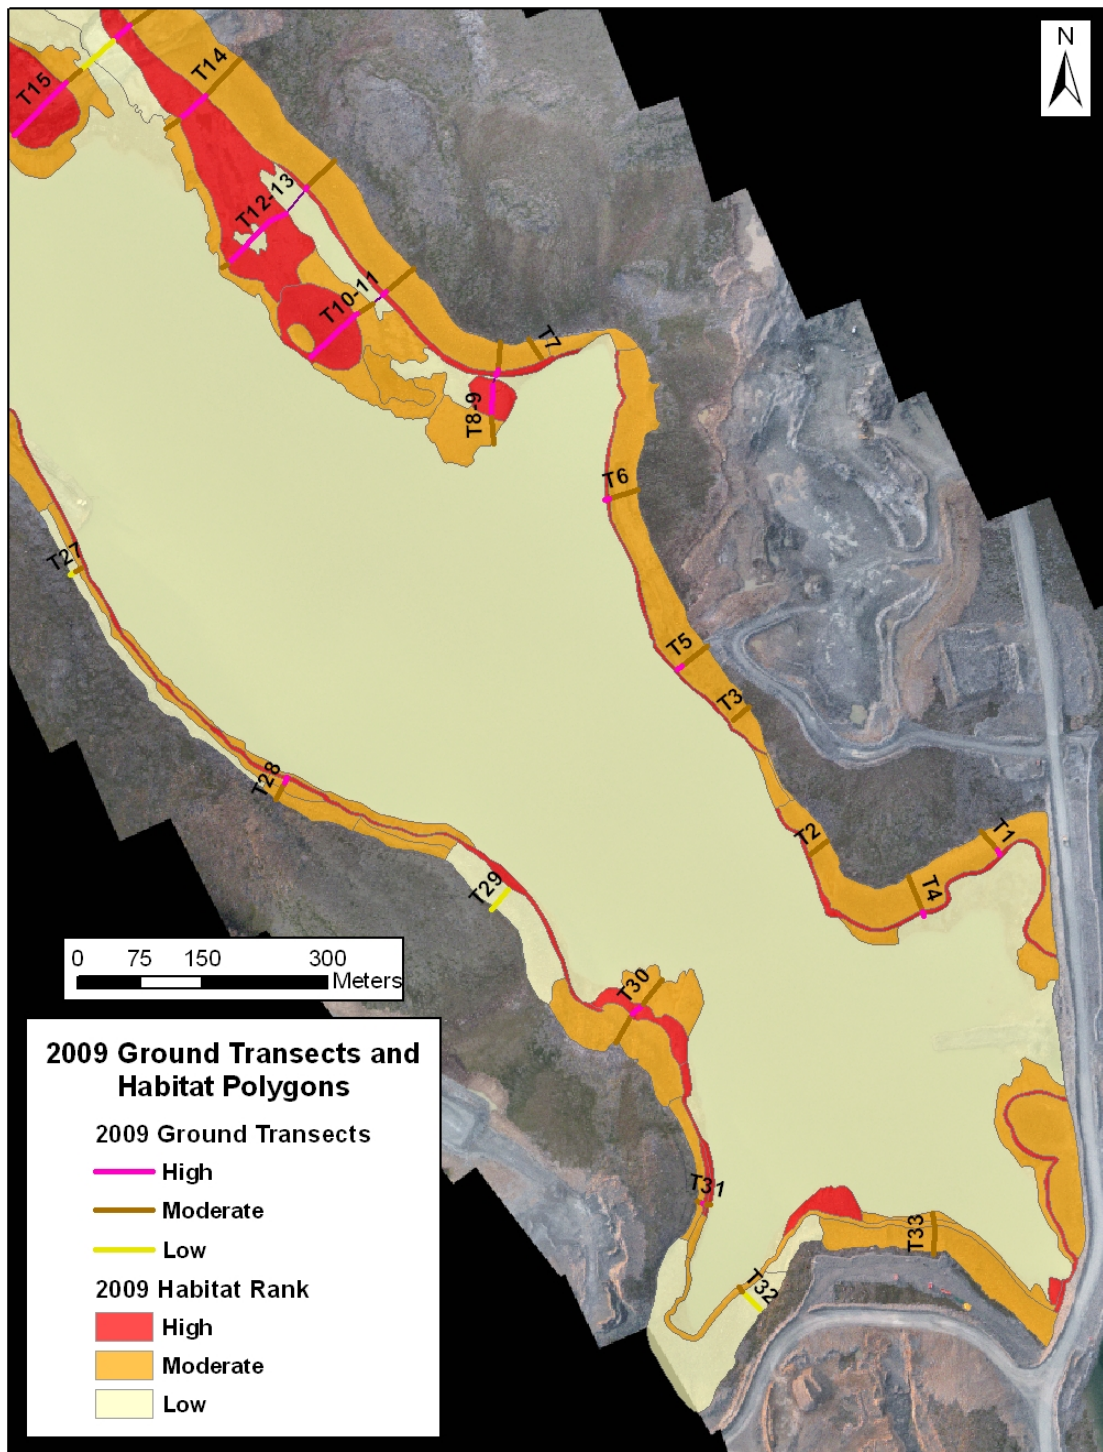 N
T14
T15
T12-13
T10-11
T7
T8-9
T6
T27
T5
T3
T28
T2
T1
T29
T4
0 75 150 300
Meters
T30
2009 Ground Transects and
Habitat Polygons
2009 Ground Transects
High
Moderate
Low
2009 Habitat Rank
High
Moderate
Low
T31
T33
T32